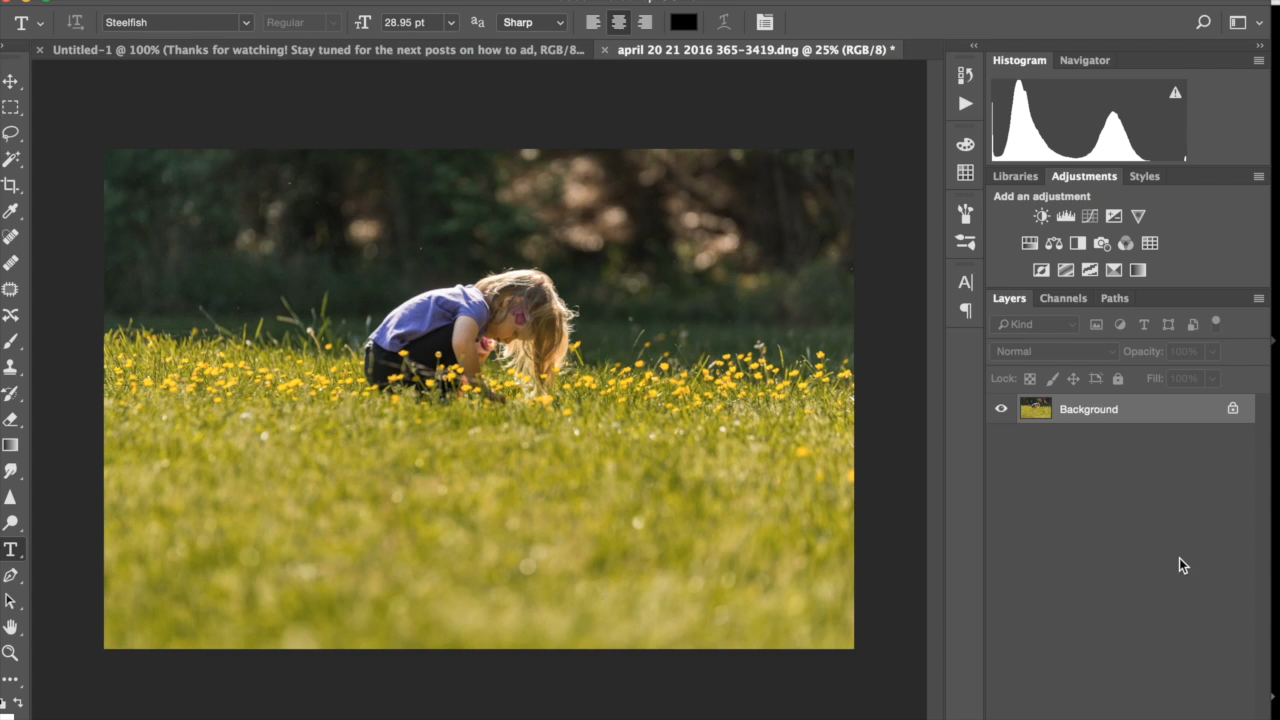 Steelfish Regular 28.95 pt Sharp
Untitled-1 @ 100% (Thanks for watching! Stay tuned for the next posts on how to ad, RGB/8... april 20 21 2016 365-3419.dng @ 25% (RGB/8) *
Histogram Navigator
Libraries Adjustments Styles
Add an adjustment
Layers Channels Paths
Kind
Normal Opacity: 100%
Lock: Fill: 100%
Background